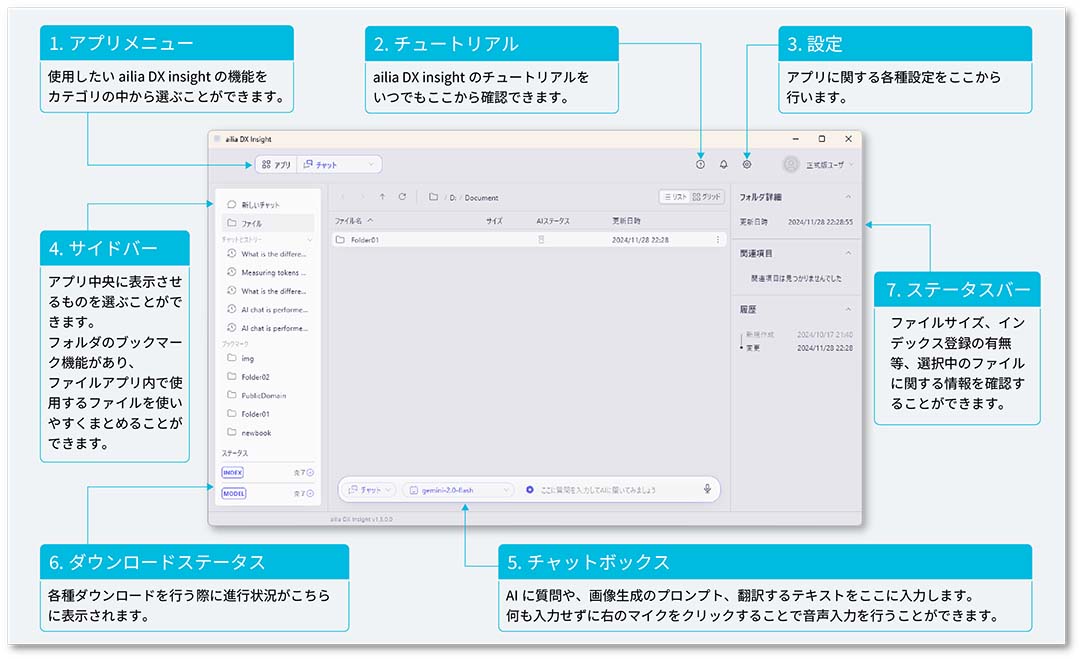 1. アプリメニュー
使用したい ailia DX insight の機能を
カテゴリの中から選ぶことができます。
2. チュートリアル
ailia DX insight のチュートリアルを
いつでもここから確認できます。
3. 設定
アプリに関する各種設定をここから
行います。
ailia DX Insight
アプリ チャット
正式版ユーザ
4. サイドバー
アプリ中央に表示させ
るものを選ぶことがで
きます。
フォルダのブックマー
ク機能があり、
ファイルアプリ内で使
用するファイルを使い
やすくまとめることが
できます。
新しいチャット
ファイル
チャットヒストリー
What is the differe...
Measuring tokens ...
What is the differe...
AI chat is performe...
AI chat is performe...
ブックマーク
img
Folder02
PublicDomain
Folder01
newbook
ステータス
INDEX 完了
MODEL 完了
/ D: / Document
リスト グリッド
ファイル名 サイズ AIステータス 更新日時
Folder01 2024/11/28 22:28
チャット gemini-2.0-flash ここに質問を入力してAIに聞いてみましょう
ailia DX Insight v1.3.0.0
フォルダ詳細
更新日時 2024/11/28 22:28:55
関連項目
関連項目は見つかりませんでした
履歴
新規作成 2024/10/17 21:40
変更 2024/11/28 22:28
7. ステータスバー
ファイルサイズ、イン
デックス登録の有無
等、選択中のファイル
に関する情報を確認す
ることができます。
6. ダウンロードステータス
各種ダウンロードを行う際に進行状況がこちら
に表示されます。
5. チャットボックス
AI に質問や、画像生成のプロンプト、翻訳するテキストをここに入力します。
何も入力せずに右のマイクをクリックすることで音声入力を行うことができます。